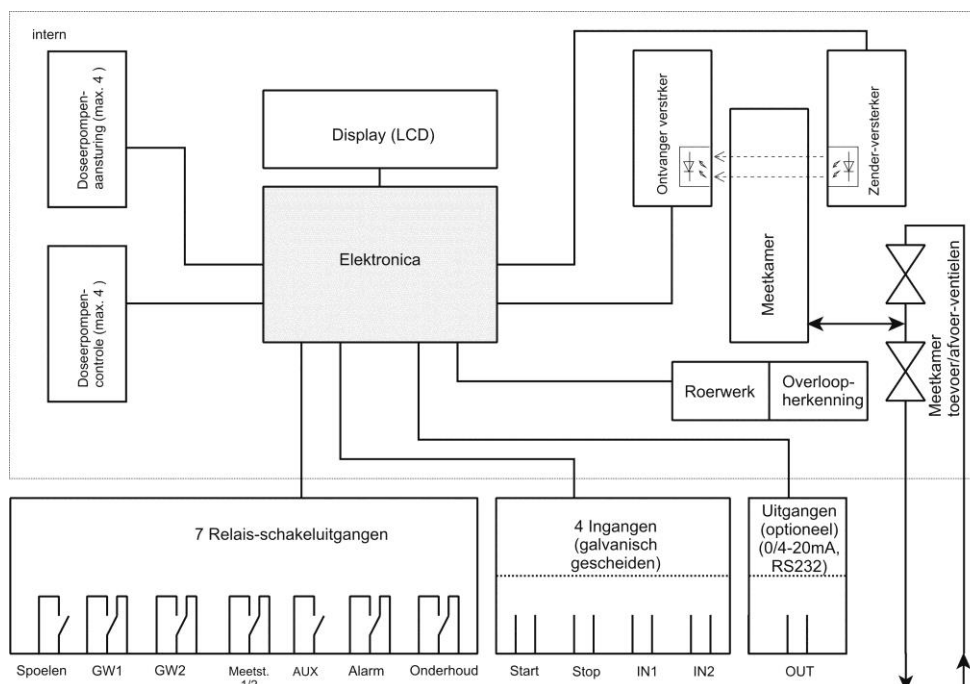 intern
Doseerpompen-
aansturing (max. 4 )
Display (LCD)
Ontvanger verstrker
Zender-versterker
Elektronica
Meetkamer
Doseerpompen-
controle (max. 4 )
Meetkamer
toevoer/afvoer-ventielen
Roerwerk
Overloop-
herkenning
7 Relais-schakeluitgangen
4 Ingangen
(galvanisch
gescheiden)
Uitgangen
(optioneel)
(0/4-20mA,
RS232)
Spoelen
GW1
GW2
Meetst.
1/2
AUX
Alarm
Onderhoud
Start
Stop
IN1
IN2
OUT